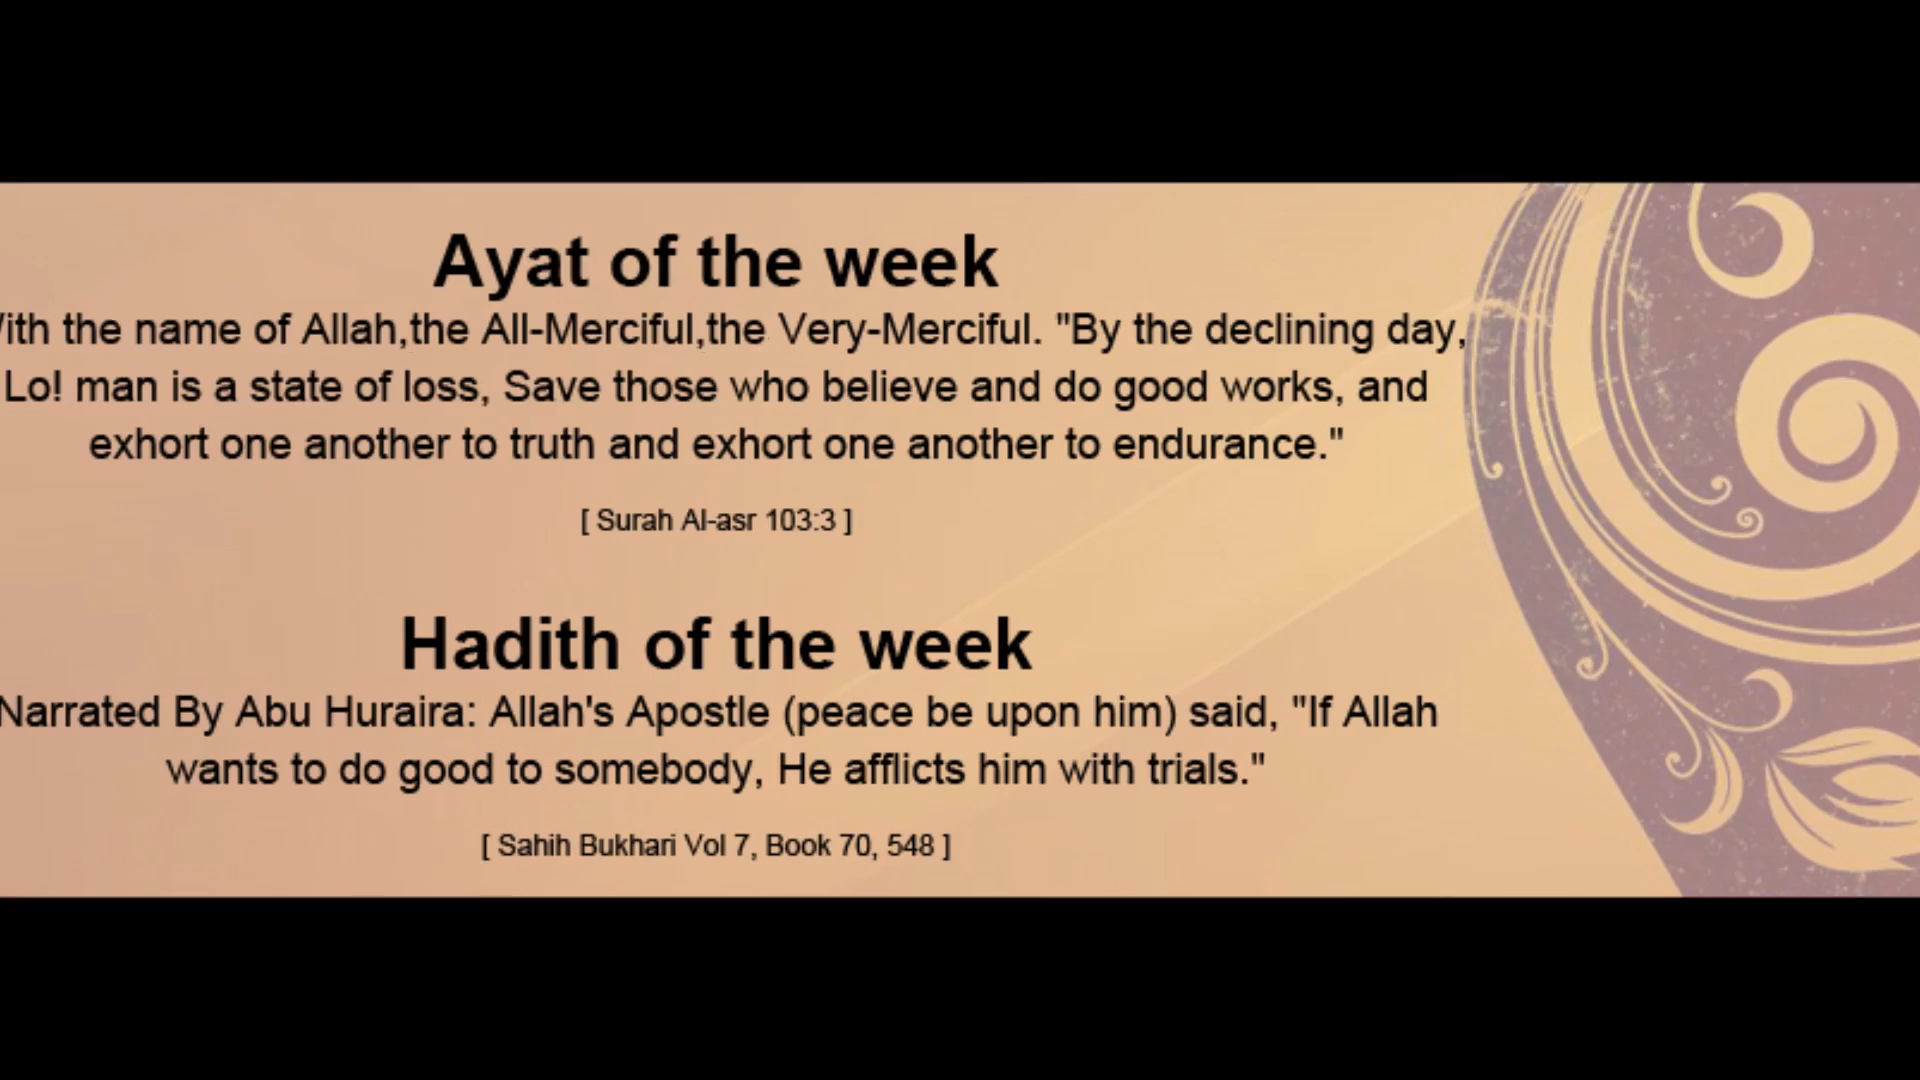 Ayat of the week
ith the name of Allah,the All-Merciful,the Very-Merciful. "By the declining day,
Lo! man is a state of loss, Save those who believe and do good works, and
exhort one another to truth and exhort one another to endurance."
[ Surah Al-asr 103:3 ]
Hadith of the week
Narrated By Abu Huraira: Allah's Apostle (peace be upon him) said, "If Allah
wants to do good to somebody, He afflicts him with trials."
[ Sahih Bukhari Vol 7, Book 70, 548 ]